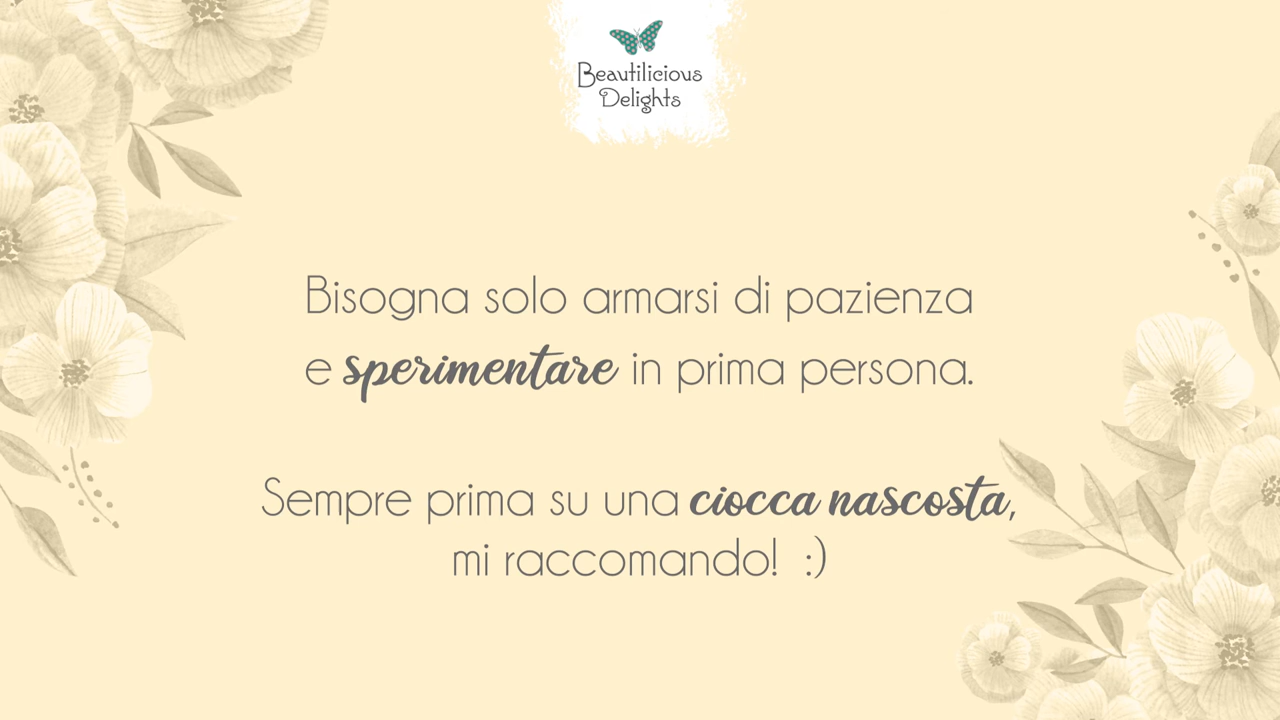 Beautilicious
Delights
Bisogna solo armarsi di pazienza
e sperimentare in prima persona.
Sempre prima su una ciocca nascosta,
mi raccomando! :)